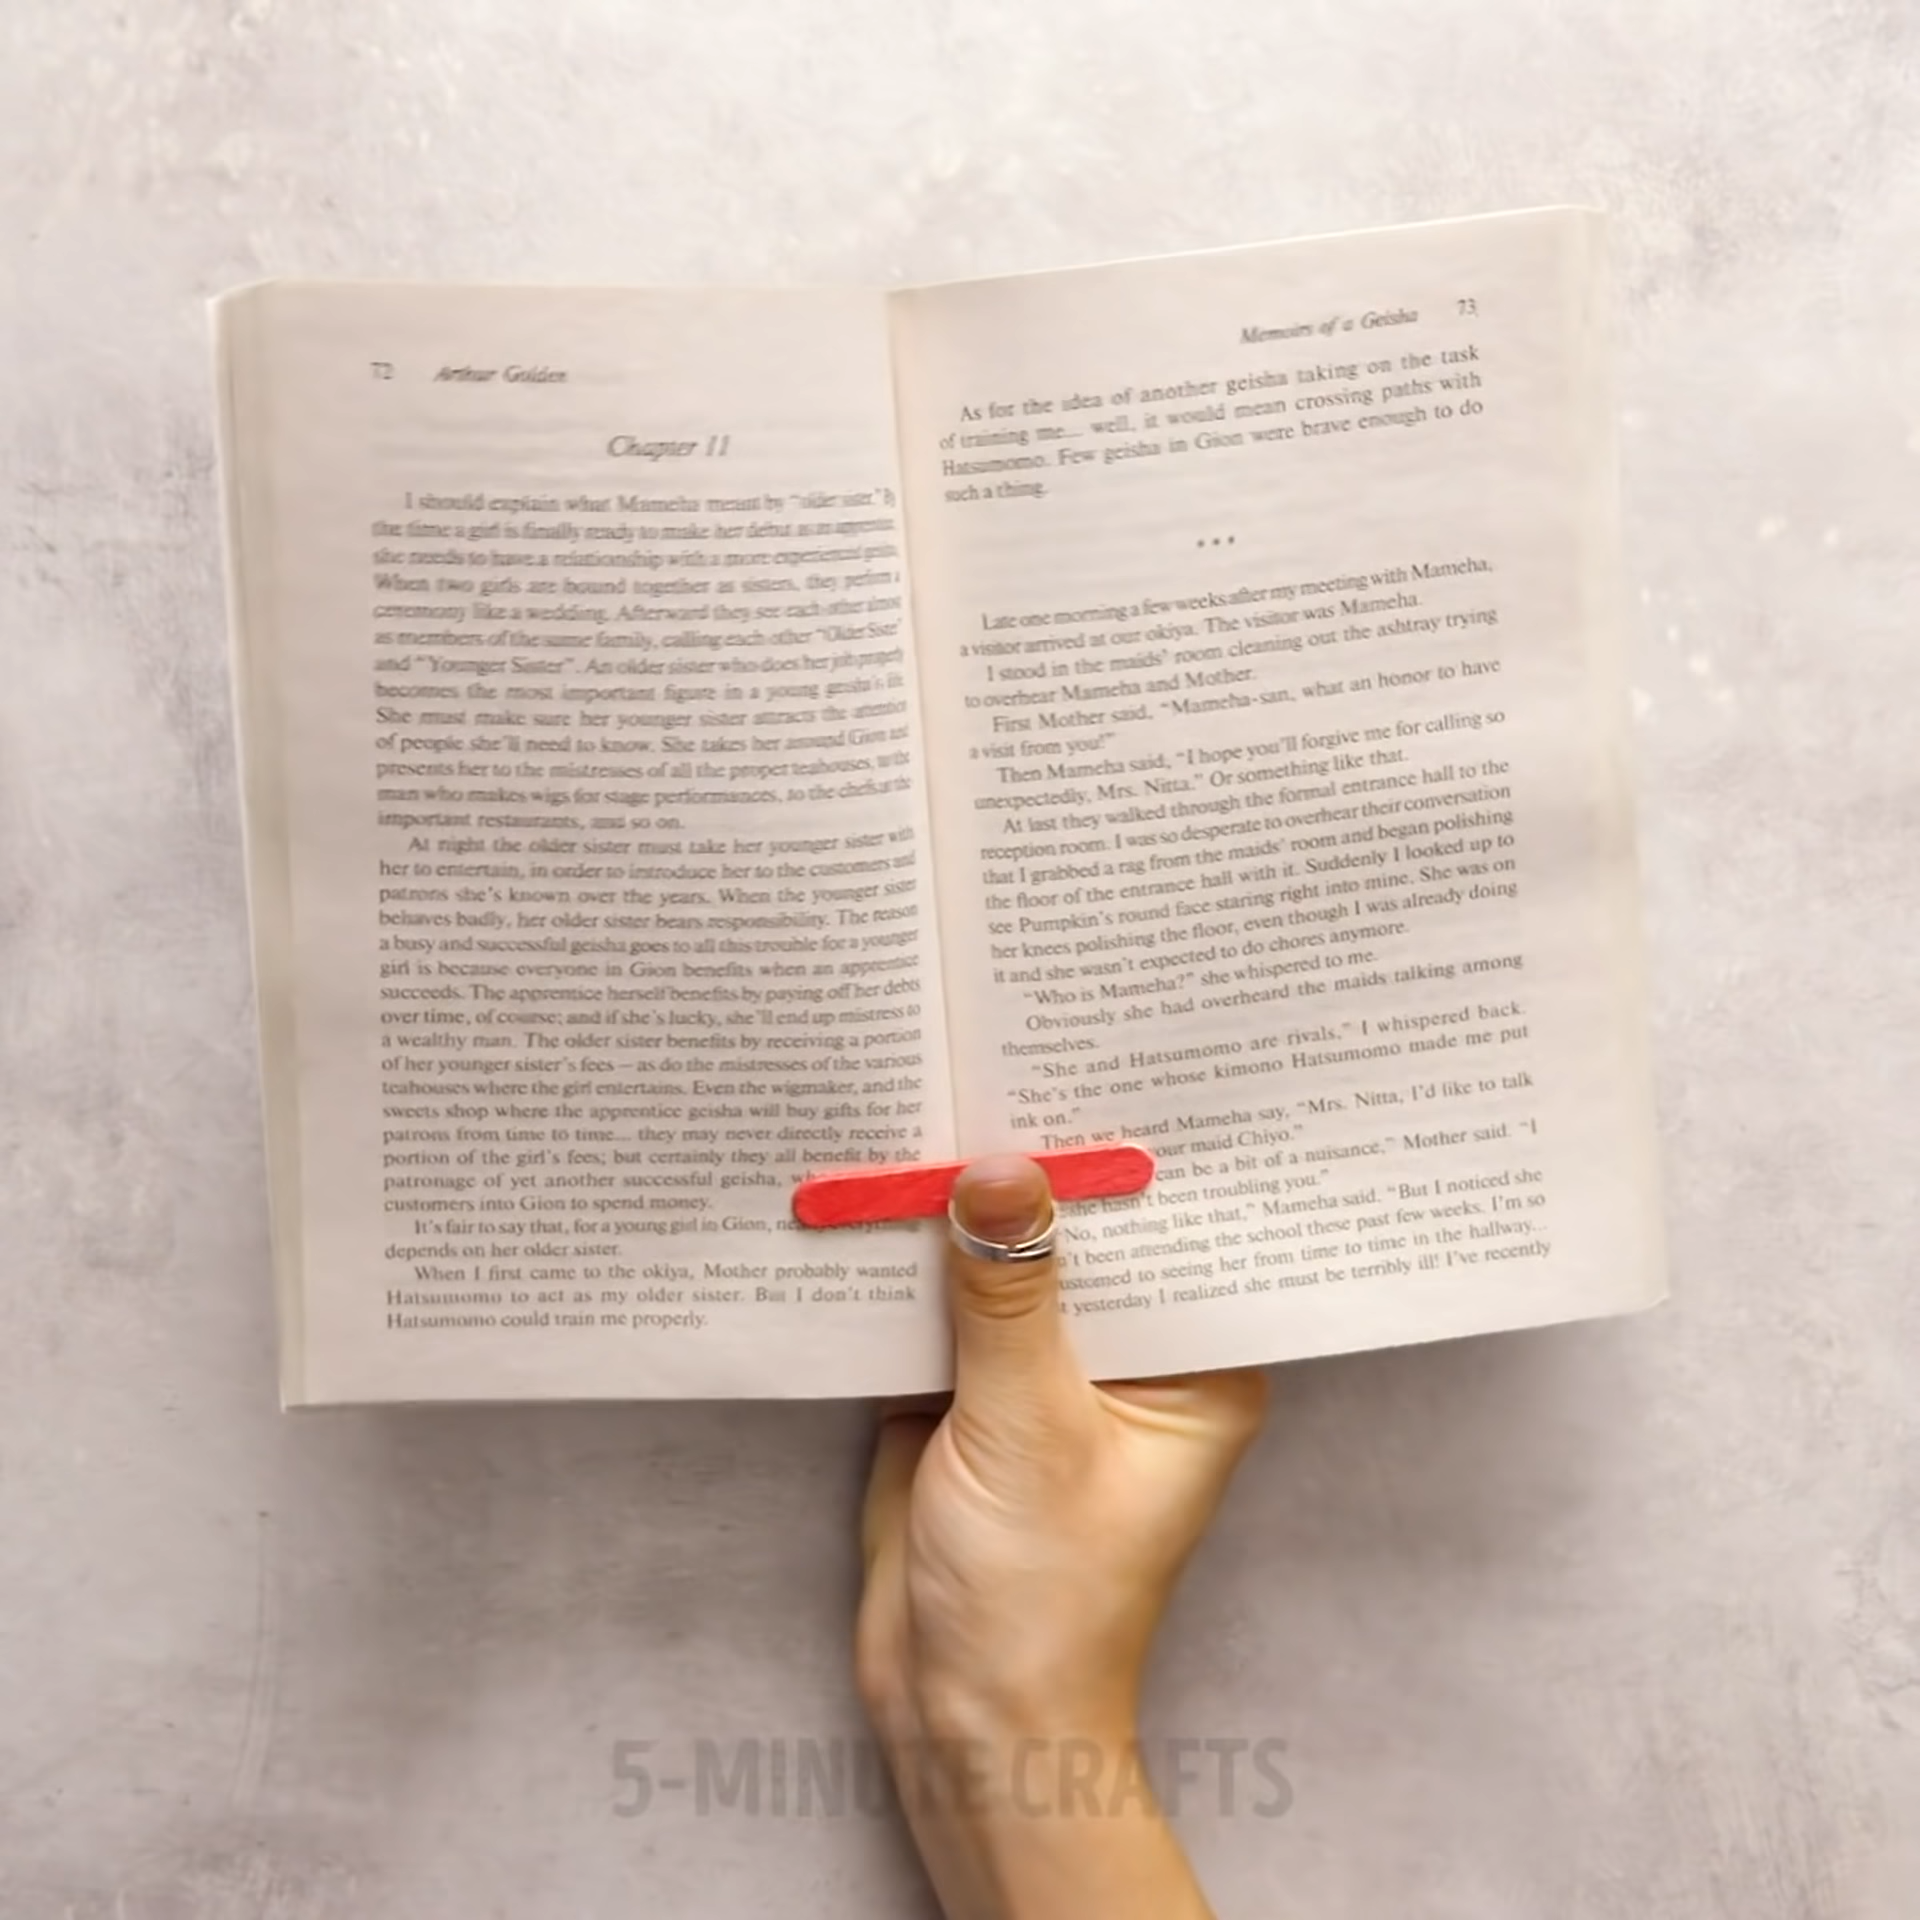 72 Arthur Golden
Chapter 11
I should explain what Mameha meant by "older sister." By
the time a girl is finally ready to make her debut as an apprentice
she needs to have a relationship with a more experienced geisha.
When two girls are bound together as sisters, they perform a
ceremony like a wedding. Afterward they see each other almost
as members of the same family, calling each other "Older Sister"
and "Younger Sister". An older sister who does her job properly
becomes the most important figure in a young geisha's life.
She must make sure her younger sister attracts the attention
of people she'll need to know. She takes her around Gion and
presents her to the mistresses of all the proper teahouses, to the
man who makes wigs for stage performances, to the chefs at the
important restaurants, and so on.
At night the older sister must take her younger sister with
her to entertain, in order to introduce her to the customers and
patrons she's known over the years. When the younger sister
behaves badly, her older sister bears responsibility. The reason
a busy and successful geisha goes to all this trouble for a younger
girl is because everyone in Gion benefits when an apprentice
succeeds. The apprentice herself benefits by paying off her debts
over time, of course; and if she's lucky, she'll end up mistress to
a wealthy man. The older sister benefits by receiving a portion
of her younger sister's fees – as do the mistresses of the various
teahouses where the girl entertains. Even the wigmaker, and the
sweets shop where the apprentice geisha will buy gifts for her
patrons from time to time... they may never directly receive a
portion of the girl's fees; but certainly they all benefit by the
patronage of yet another successful geisha,
customers into Gion to spend money.
It's fair to say that, for a young girl in Gion,
depends on her older sister.
When I first came to the okiya, Mother probably wanted
Hatsumomo to act as my older sister. But I don't think
Hatsumomo could train me properly.
Memoirs of a Geisha 73
As for the idea of another geisha taking on the task
of training me... well, it would mean crossing paths with
Hatsumomo. Few geisha in Gion were brave enough to do
such a thing.
• • •
Late one morning a few weeks after my meeting with Mameha,
a visitor arrived at our okiya. The visitor was Mameha.
I stood in the maids' room cleaning out the ashtray trying
to overhear Mameha and Mother.
First Mother said, "Mameha-san, what an honor to have
a visit from you!"
Then Mameha said, "I hope you'll forgive me for calling so
unexpectedly, Mrs. Nitta." Or something like that.
At last they walked through the formal entrance hall to the
reception room. I was so desperate to overhear their conversation
that I grabbed a rag from the maids' room and began polishing
the floor of the entrance hall with it. Suddenly I looked up to
see Pumpkin's round face staring right into mine. She was on
her knees polishing the floor, even though I was already doing
it and she wasn't expected to do chores anymore.
"Who is Mameha?" she whispered to me.
Obviously she had overheard the maids talking among
themselves.
"She and Hatsumomo are rivals," I whispered back.
"She's the one whose kimono Hatsumomo made me put
ink on."
Then we heard Mameha say, "Mrs. Nitta, I'd like to talk
your maid Chiyo."
can be a bit of a nuisance," Mother said. "I
she hasn't been troubling you."
"No, nothing like that," Mameha said. "But I noticed she
n't been attending the school these past few weeks. I'm so
ustomed to seeing her from time to time in the hallway...
t yesterday I realized she must be terribly ill! I've recently
5-MINUTE CRAFTS